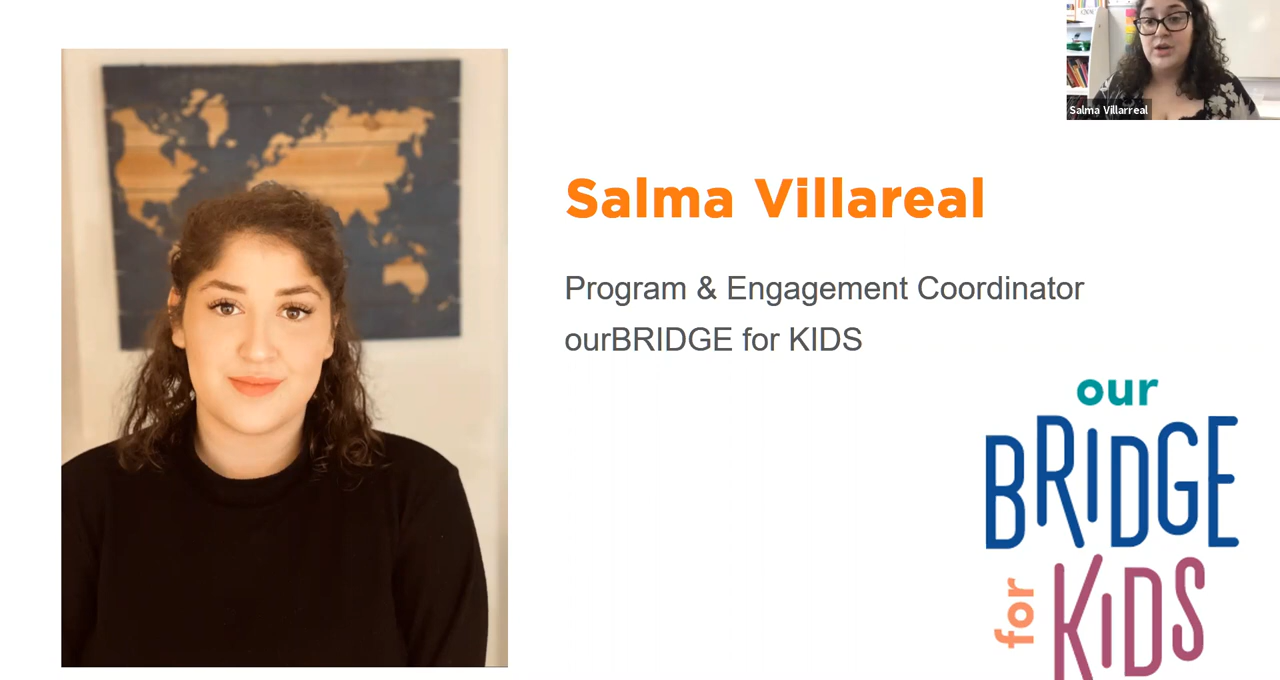 Salma Villarreal
Salma Villareal
Program & Engagement Coordinator
ourBRIDGE for KIDS
our
BRIDGE
for KiDS